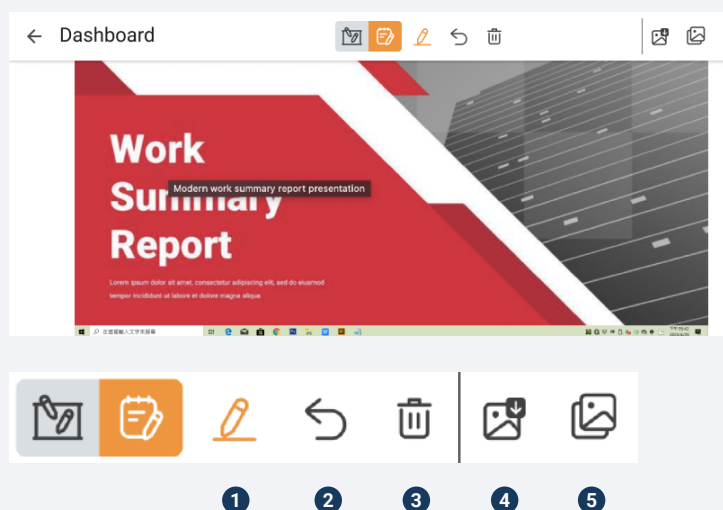 Dashboard
Work
Summary
Report
Modern work summary report presentation
Lorem ipsum dolor sit amet, consectetur adipiscing elit, sed do eiusmod
tempor incididunt ut labore et dolore magna aliqua.
1 2 3 4 5